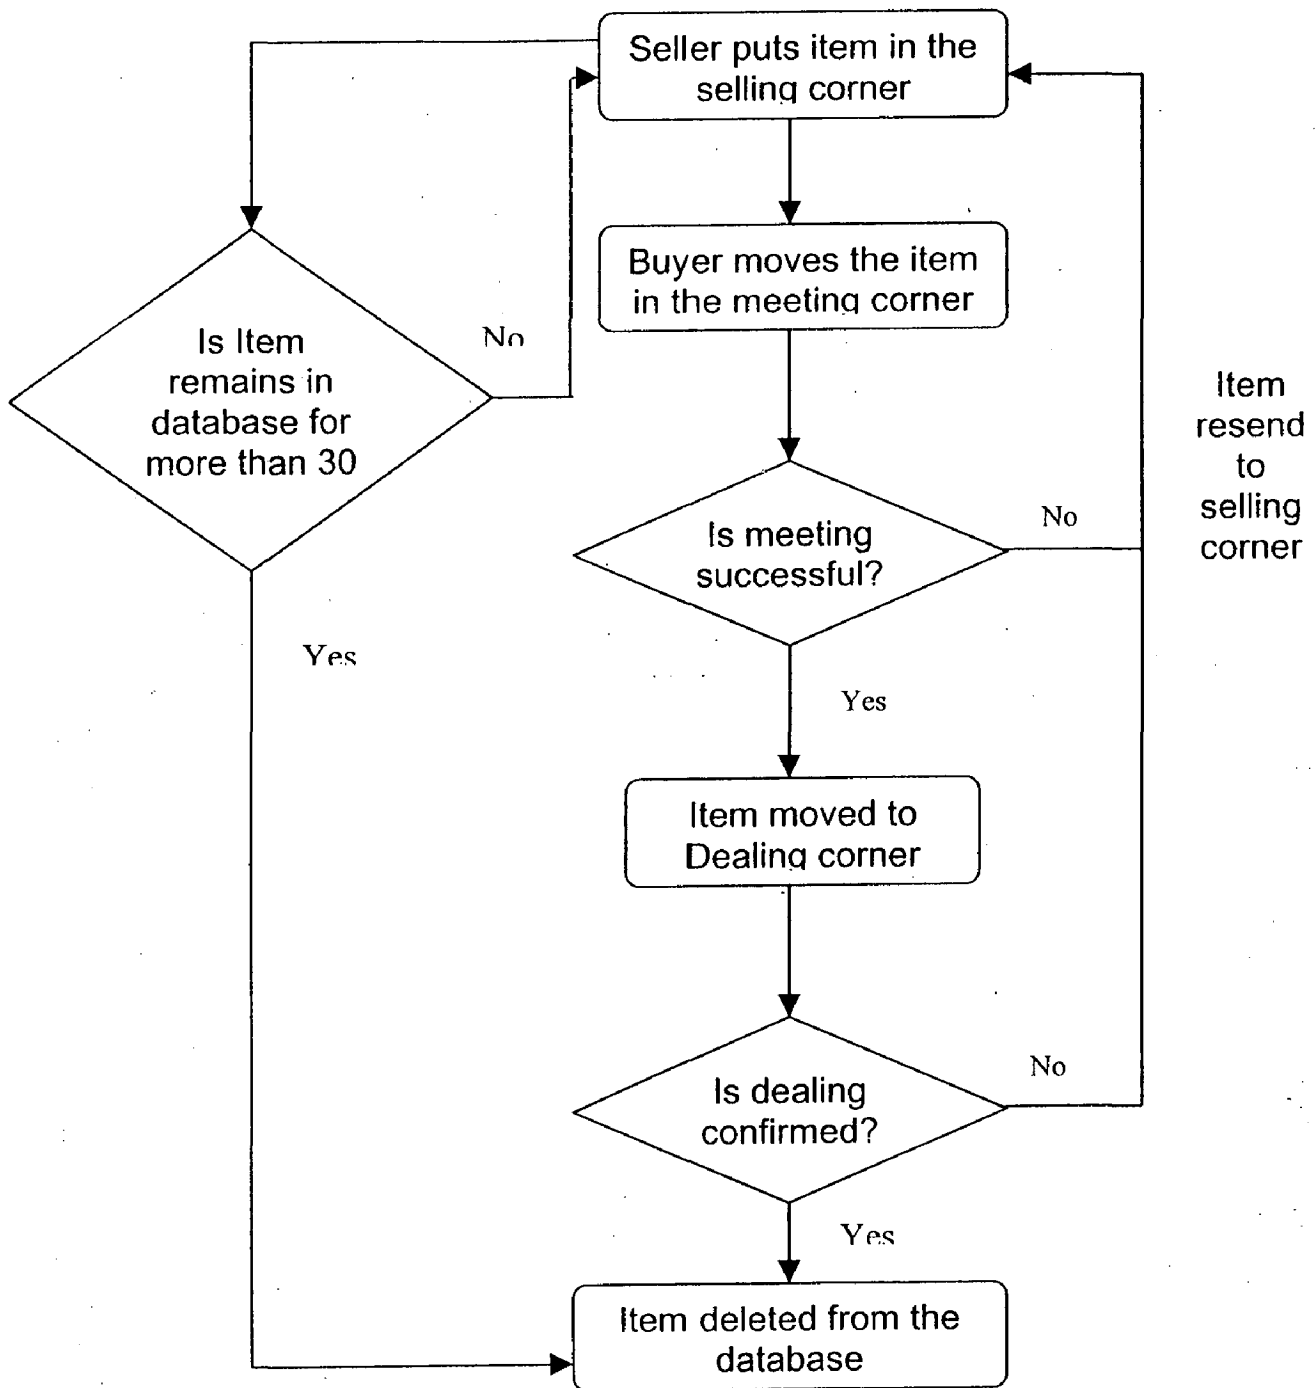 Seller puts item in the
selling corner
Buyer moves the item
in the meeting corner
No
Is Item
remains in
database for
more than 30
Item
resend
to
selling
corner
Is meeting
successful?
No
Yes
Yes
Item moved to
Dealing corner
Is dealing
confirmed?
No
Yes
Item deleted from the
database